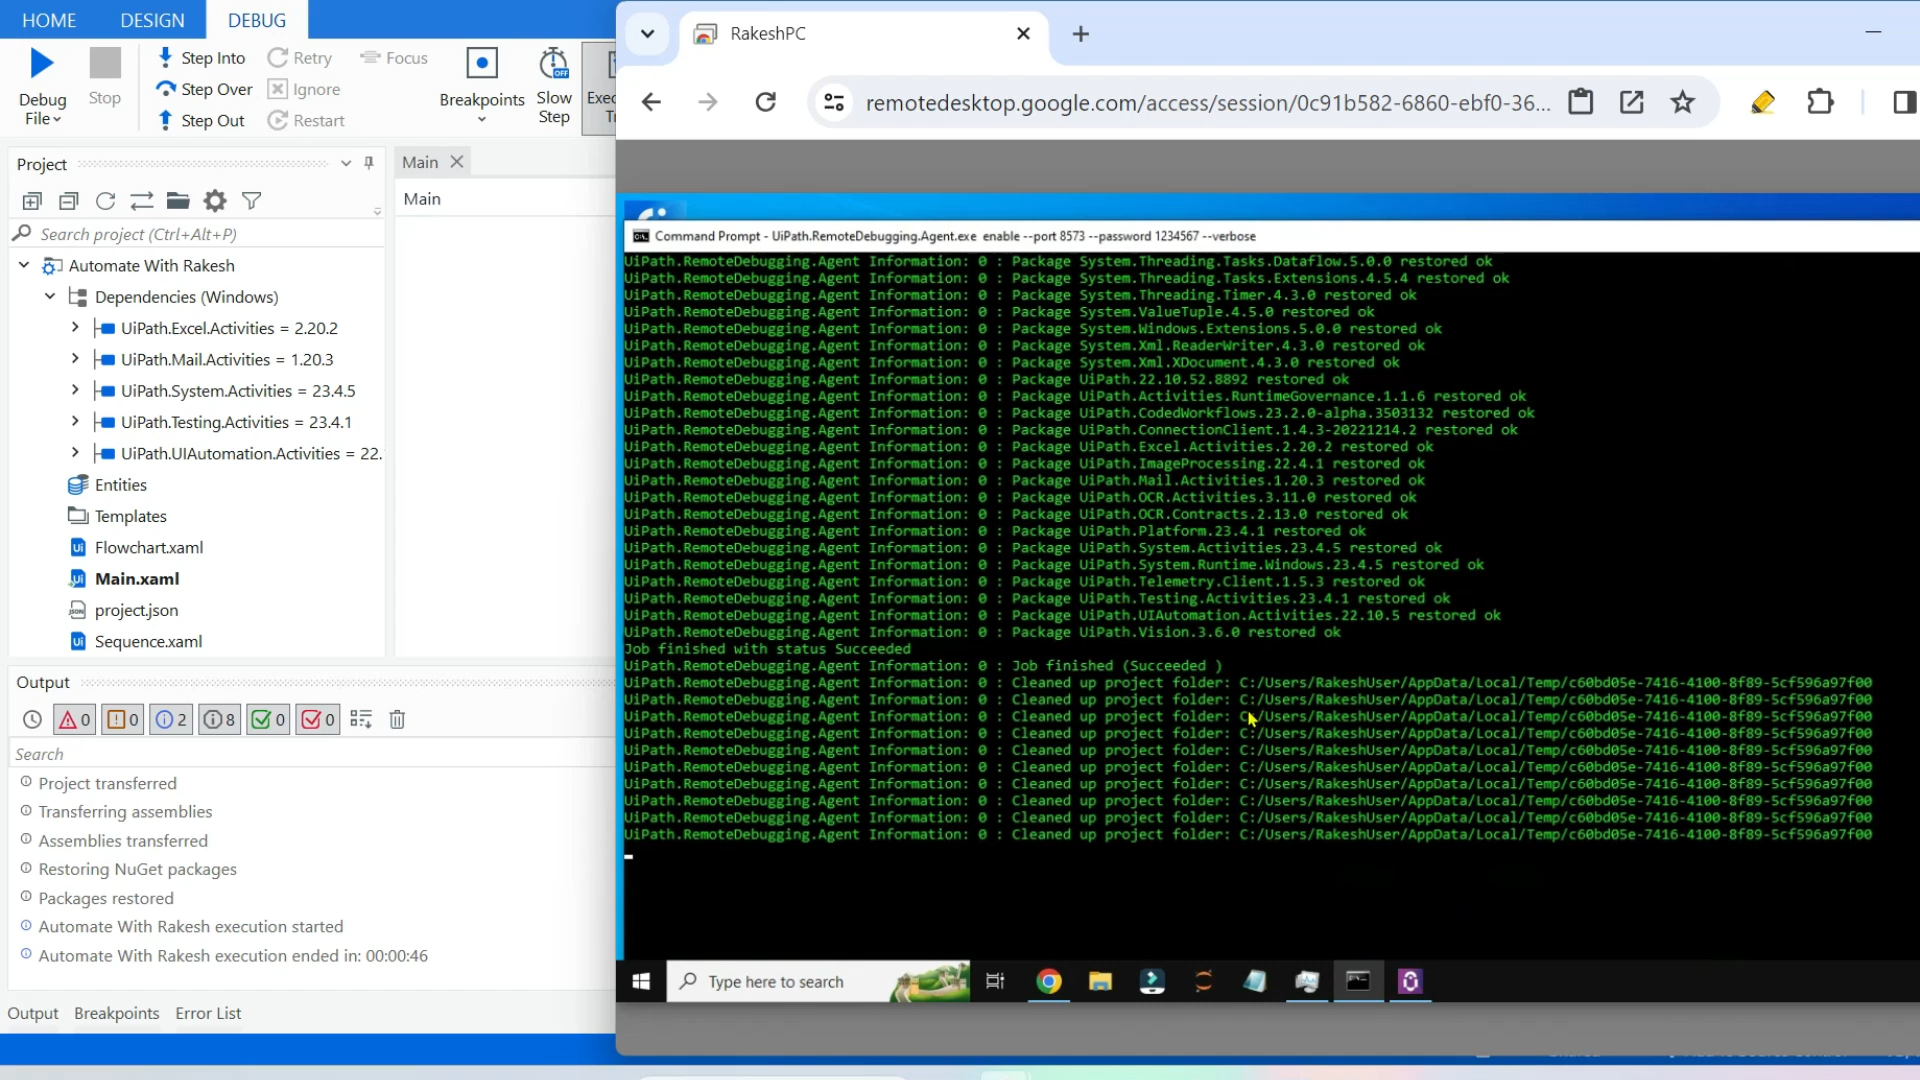 HOME DESIGN DEBUG
Debug File
Stop
Step Into
Step Over
Step Out
Retry
Ignore
Restart
Focus
Breakpoints
Slow Step
OFF
Project
Search project (Ctrl+Alt+P)
Automate With Rakesh
Dependencies (Windows)
UiPath.Excel.Activities = 2.20.2
UiPath.Mail.Activities = 1.20.3
UiPath.System.Activities = 23.4.5
UiPath.Testing.Activities = 23.4.1
UiPath.UIAutomation.Activities = 22.
Entities
Templates
Flowchart.xaml
Main.xaml
project.json
Sequence.xaml
Main
Main
Output
0 0 2 8 0 0
Search
Project transferred
Transferring assemblies
Assemblies transferred
Restoring NuGet packages
Packages restored
Automate With Rakesh execution started
Automate With Rakesh execution ended in: 00:00:46
Output Breakpoints Error List
RakeshPC
remotedesktop.google.com/access/session/0c91b582-6860-ebf0-36...
Command Prompt - UiPath.RemoteDebugging.Agent.exe enable --port 8573 --password 1234567 --verbose
UiPath.RemoteDebugging.Agent Information: 0 : Package System.Threading.Tasks.Dataflow.5.0.0 restored ok
UiPath.RemoteDebugging.Agent Information: 0 : Package System.Threading.Tasks.Extensions.4.5.4 restored ok
UiPath.RemoteDebugging.Agent Information: 0 : Package System.Threading.Timer.4.3.0 restored ok
UiPath.RemoteDebugging.Agent Information: 0 : Package System.ValueTuple.4.5.0 restored ok
UiPath.RemoteDebugging.Agent Information: 0 : Package System.Windows.Extensions.5.0.0 restored ok
UiPath.RemoteDebugging.Agent Information: 0 : Package System.Xml.ReaderWriter.4.3.0 restored ok
UiPath.RemoteDebugging.Agent Information: 0 : Package System.Xml.XDocument.4.3.0 restored ok
UiPath.RemoteDebugging.Agent Information: 0 : Package UiPath.22.10.52.8892 restored ok
UiPath.RemoteDebugging.Agent Information: 0 : Package UiPath.Activities.RuntimeGovernance.1.1.6 restored ok
UiPath.RemoteDebugging.Agent Information: 0 : Package UiPath.CodedWorkflows.23.2.0-alpha.3503132 restored ok
UiPath.RemoteDebugging.Agent Information: 0 : Package UiPath.ConnectionClient.1.4.3-20221214.2 restored ok
UiPath.RemoteDebugging.Agent Information: 0 : Package UiPath.Excel.Activities.2.20.2 restored ok
UiPath.RemoteDebugging.Agent Information: 0 : Package UiPath.ImageProcessing.22.4.1 restored ok
UiPath.RemoteDebugging.Agent Information: 0 : Package UiPath.Mail.Activities.1.20.3 restored ok
UiPath.RemoteDebugging.Agent Information: 0 : Package UiPath.OCR.Activities.3.11.0 restored ok
UiPath.RemoteDebugging.Agent Information: 0 : Package UiPath.OCR.Contracts.2.13.0 restored ok
UiPath.RemoteDebugging.Agent Information: 0 : Package UiPath.Platform.23.4.1 restored ok
UiPath.RemoteDebugging.Agent Information: 0 : Package UiPath.System.Activities.23.4.5 restored ok
UiPath.RemoteDebugging.Agent Information: 0 : Package UiPath.System.Runtime.Windows.23.4.5 restored ok
UiPath.RemoteDebugging.Agent Information: 0 : Package UiPath.Telemetry.Client.1.5.3 restored ok
UiPath.RemoteDebugging.Agent Information: 0 : Package UiPath.Testing.Activities.23.4.1 restored ok
UiPath.RemoteDebugging.Agent Information: 0 : Package UiPath.UIAutomation.Activities.22.10.5 restored ok
UiPath.RemoteDebugging.Agent Information: 0 : Package UiPath.Vision.3.6.0 restored ok
Job finished with status Succeeded
UiPath.RemoteDebugging.Agent Information: 0 : Job finished (Succeeded )
UiPath.RemoteDebugging.Agent Information: 0 : Cleaned up project folder: C:/Users/RakeshUser/AppData/Local/Temp/c60bd05e-7416-4100-8f89-5cf596a97f00
UiPath.RemoteDebugging.Agent Information: 0 : Cleaned up project folder: C:/Users/RakeshUser/AppData/Local/Temp/c60bd05e-7416-4100-8f89-5cf596a97f00
UiPath.RemoteDebugging.Agent Information: 0 : Cleaned up project folder: C:/Users/RakeshUser/AppData/Local/Temp/c60bd05e-7416-4100-8f89-5cf596a97f00
UiPath.RemoteDebugging.Agent Information: 0 : Cleaned up project folder: C:/Users/RakeshUser/AppData/Local/Temp/c60bd05e-7416-4100-8f89-5cf596a97f00
UiPath.RemoteDebugging.Agent Information: 0 : Cleaned up project folder: C:/Users/RakeshUser/AppData/Local/Temp/c60bd05e-7416-4100-8f89-5cf596a97f00
UiPath.RemoteDebugging.Agent Information: 0 : Cleaned up project folder: C:/Users/RakeshUser/AppData/Local/Temp/c60bd05e-7416-4100-8f89-5cf596a97f00
UiPath.RemoteDebugging.Agent Information: 0 : Cleaned up project folder: C:/Users/RakeshUser/AppData/Local/Temp/c60bd05e-7416-4100-8f89-5cf596a97f00
UiPath.RemoteDebugging.Agent Information: 0 : Cleaned up project folder: C:/Users/RakeshUser/AppData/Local/Temp/c60bd05e-7416-4100-8f89-5cf596a97f00
UiPath.RemoteDebugging.Agent Information: 0 : Cleaned up project folder: C:/Users/RakeshUser/AppData/Local/Temp/c60bd05e-7416-4100-8f89-5cf596a97f00
UiPath.RemoteDebugging.Agent Information: 0 : Cleaned up project folder: C:/Users/RakeshUser/AppData/Local/Temp/c60bd05e-7416-4100-8f89-5cf596a97f00
Type here to search